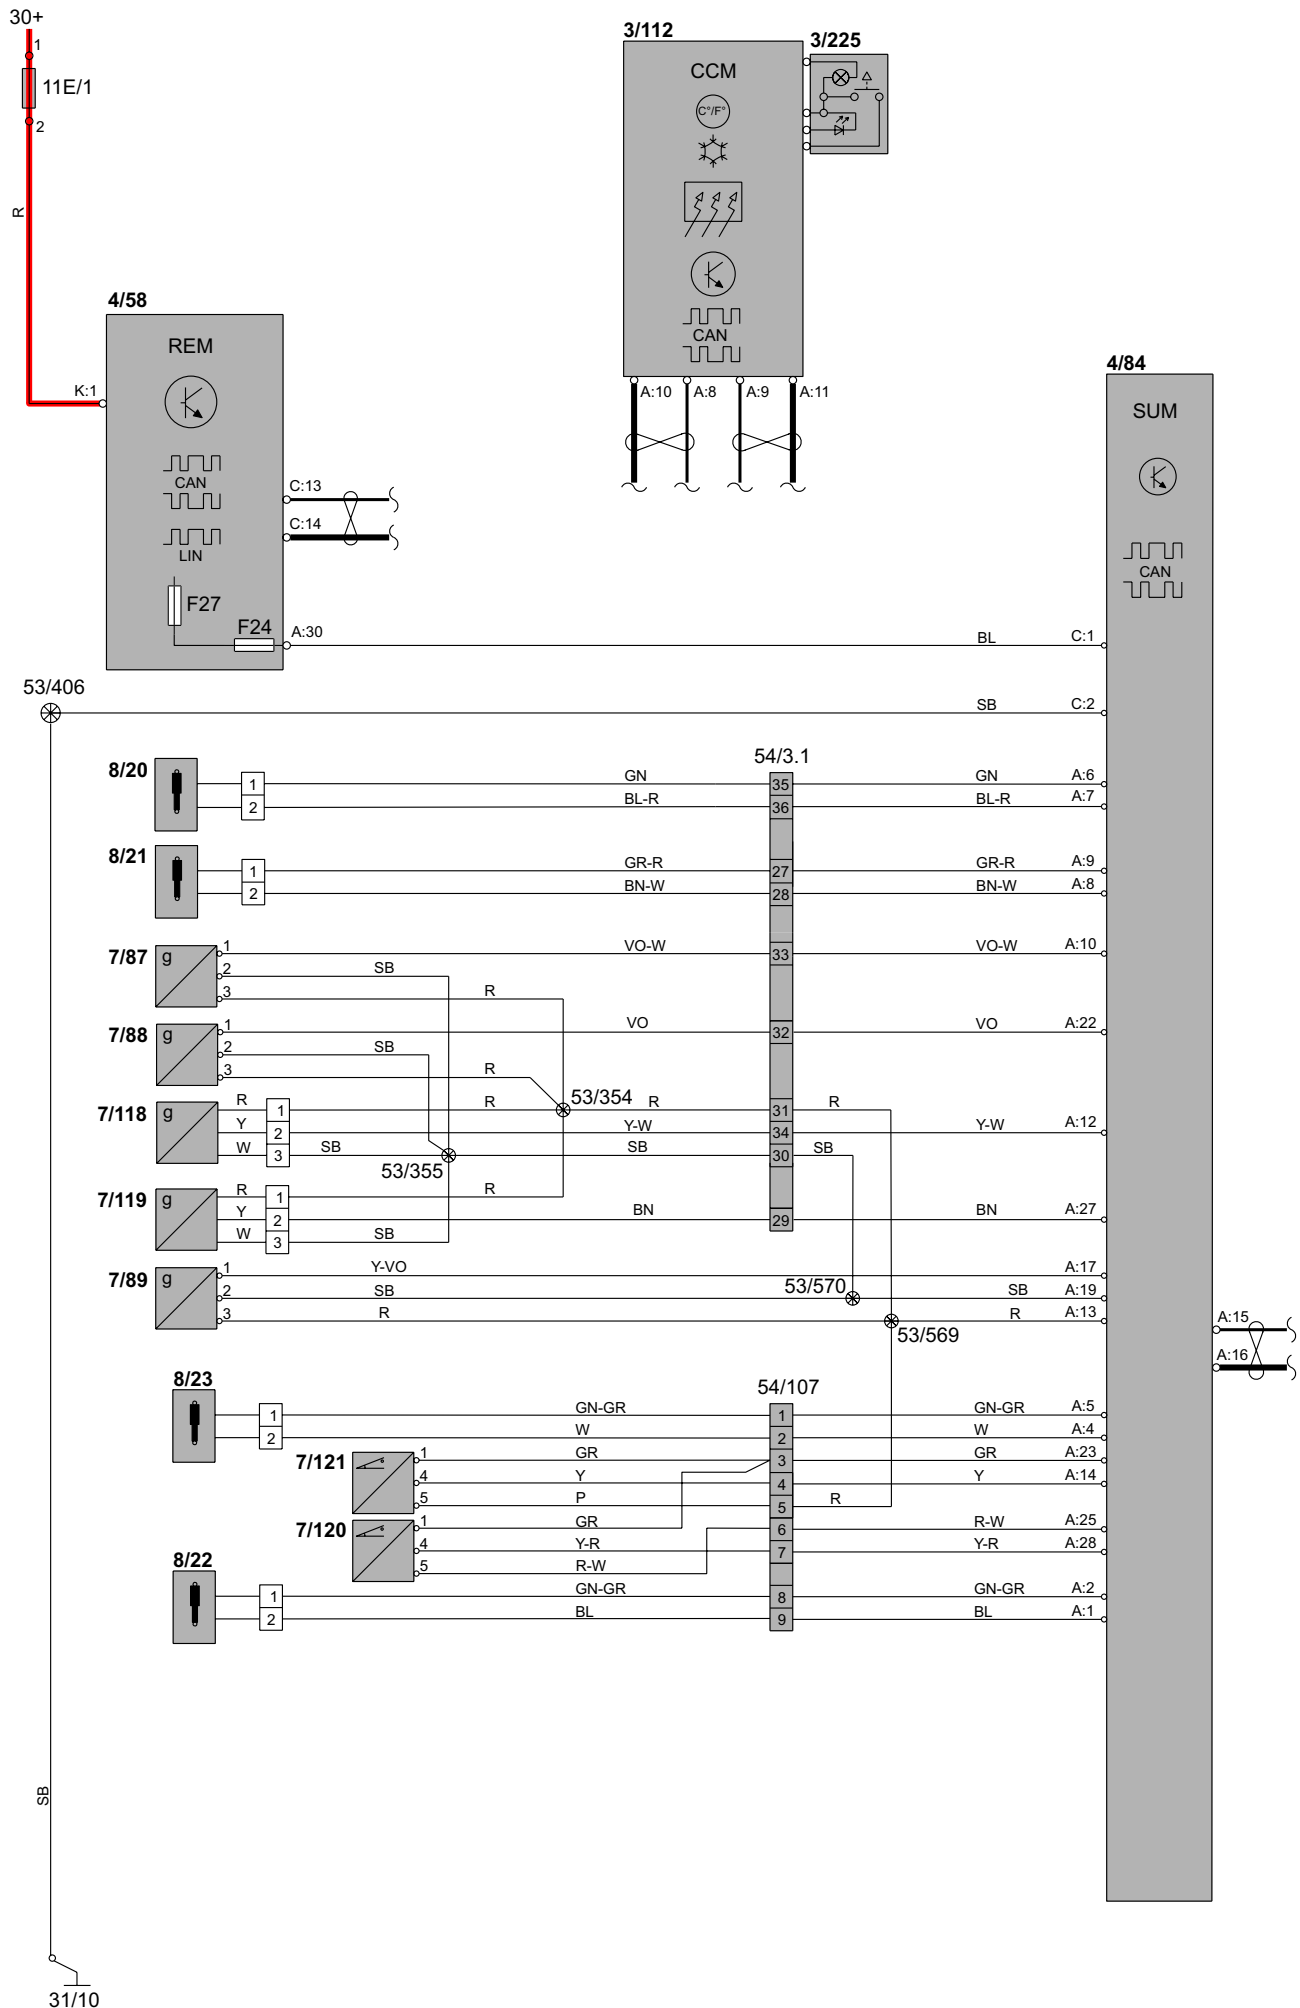 30+
1
11E/1
2
R
3/112
CCM
C°/F°
CAN
A:10
A:8
A:9
A:11
3/225
4/58
REM
K:1
CAN
LIN
C:13
C:14
F27
F24
A:30
BL
C:1
4/84
SUM
CAN
53/406
SB
C:2
54/3.1
8/20
1
GN
35
GN
A:6
2
BL-R
36
BL-R
A:7
8/21
1
GR-R
27
GR-R
A:9
2
BN-W
28
BN-W
A:8
7/87
g
1
VO-W
33
VO-W
A:10
2
SB
3
R
7/88
g
1
VO
32
VO
A:22
2
SB
3
R
53/354
7/118
g
R
1
R
R
31
R
Y
2
Y-W
34
Y-W
A:12
W
3
SB
SB
30
SB
53/355
7/119
g
R
1
R
Y
2
BN
29
BN
A:27
W
3
SB
7/89
g
1
Y-VO
A:17
2
SB
53/570
SB
A:19
3
R
R
A:13
53/569
A:15
A:16
54/107
8/23
1
GN-GR
1
GN-GR
A:5
2
W
2
W
A:4
7/121
1
GR
3
GR
A:23
4
Y
4
Y
A:14
5
P
5
R
7/120
1
GR
6
R-W
A:25
4
Y-R
7
Y-R
A:28
5
R-W
8/22
1
GN-GR
8
GN-GR
A:2
2
BL
9
BL
A:1
SB
31/10